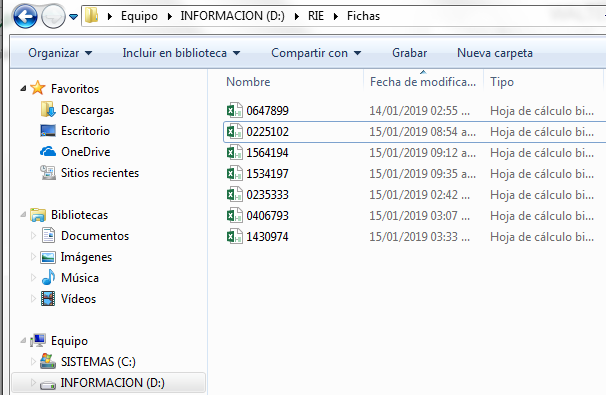 Equipo INFORMACION (D:) RIE Fichas
Organizar Incluir en biblioteca Compartir con Grabar Nueva carpeta
Favoritos
Descargas
Escritorio
OneDrive
Sitios recientes
Bibliotecas
Documentos
Imágenes
Música
Vídeos
Equipo
SISTEMAS (C:)
INFORMACION (D:)
Nombre Fecha de modifica... Tipo
0647899 14/01/2019 02:55 ... Hoja de cálculo bi...
0225102 15/01/2019 08:54 a... Hoja de cálculo bi...
1564194 15/01/2019 09:12 a... Hoja de cálculo bi...
1534197 15/01/2019 09:35 a... Hoja de cálculo bi...
0235333 15/01/2019 02:42 ... Hoja de cálculo bi...
0406793 15/01/2019 03:07 ... Hoja de cálculo bi...
1430974 15/01/2019 03:33 ... Hoja de cálculo bi...